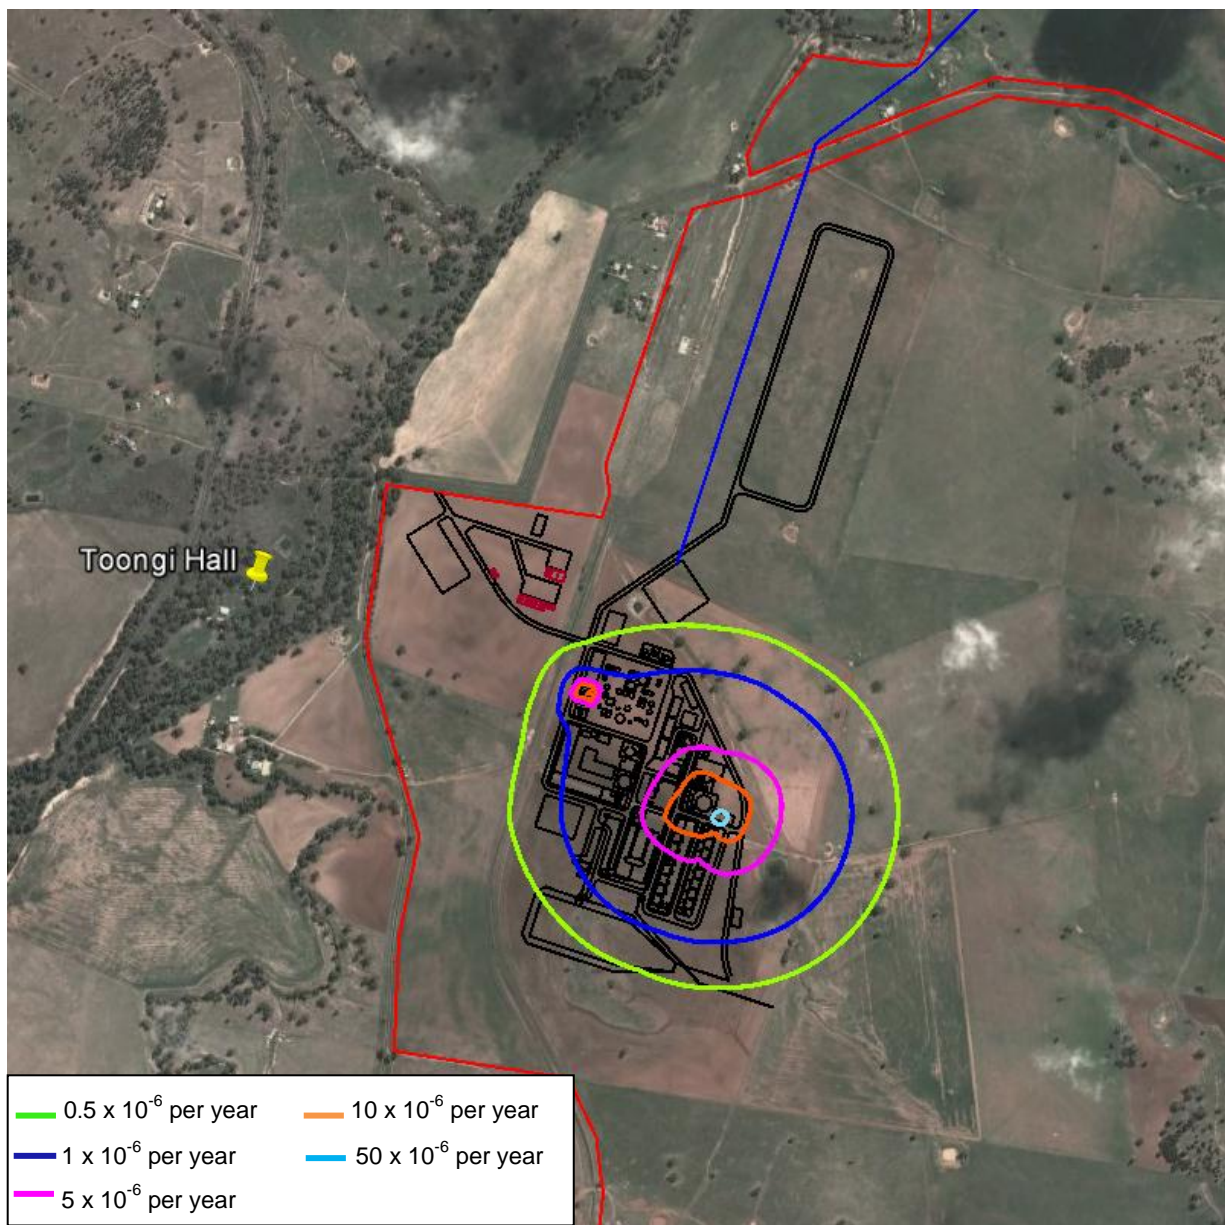 Toongi Hall
0.5 x 10⁻⁶ per year
10 x 10⁻⁶ per year
1 x 10⁻⁶ per year
50 x 10⁻⁶ per year
5 x 10⁻⁶ per year